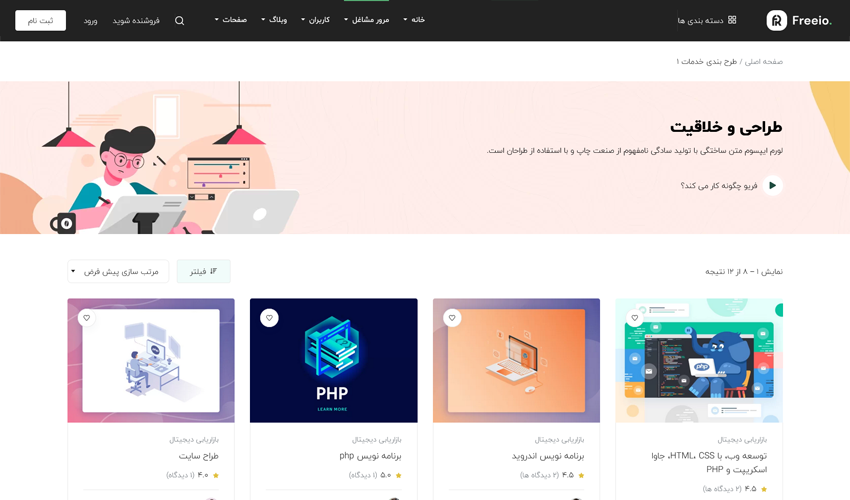 Freeio.
دسته بندی ها
خانه
مرور مشاغل
کاربران
وبلاگ
صفحات
فروشنده شوید
ورود
ثبت نام
صفحه اصلی / طرح بندی خدمات ۱
طراحی و خلاقیت
لورم ایپسوم متن ساختگی با تولید سادگی نامفهوم از صنعت چاپ و با استفاده از طراحان است.
فریو چگونه کار می کند؟
نمایش ۱ – ۸ از ۱۲ نتیجه
فیلتر
مرتب سازی پیش فرض
php
PHP
LEARN MORE
بازاریابی دیجیتال
توسعه وب، با HTML، CSS، جاوا
اسکریپت و PHP
۴.۵ (۲ دیدگاه ها)
بازاریابی دیجیتال
برنامه نویس اندروید
۴.۵ (۲ دیدگاه ها)
بازاریابی دیجیتال
برنامه نویس php
۵.۰ (۱ دیدگاه)
بازاریابی دیجیتال
طراح سایت
۴.۰ (۱ دیدگاه)